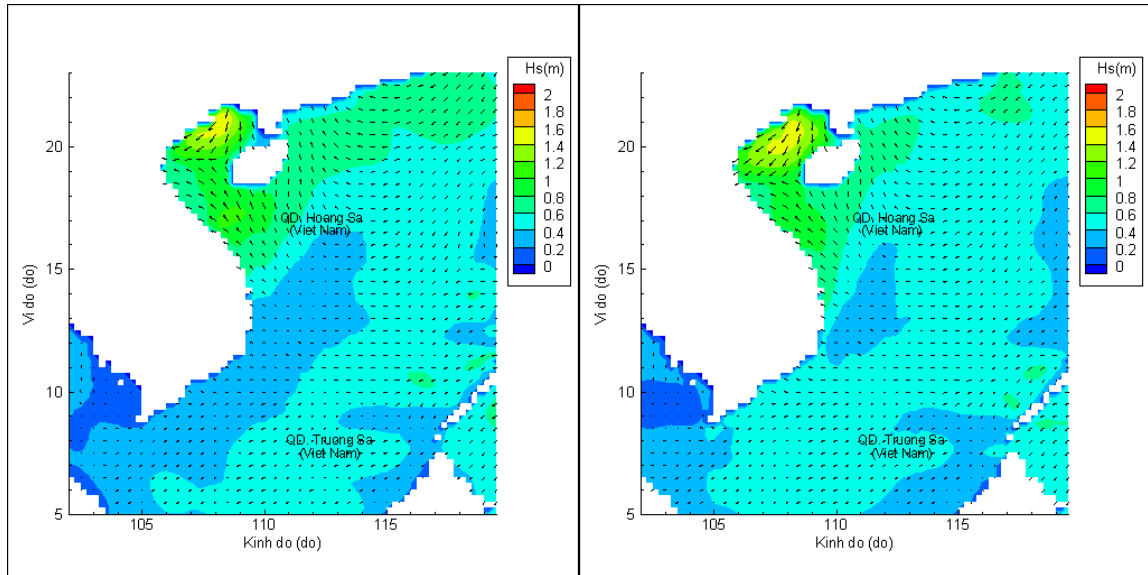 Hs(m)
2
1.8
1.6
1.4
1.2
1
0.8
0.6
0.4
0.2
0
20
15
10
5
Vi do (do)
105
110
115
Kinh do (do)
QD. Hoang Sa
(Viet Nam)
QD. Truong Sa
(Viet Nam)
Hs(m)
2
1.8
1.6
1.4
1.2
1
0.8
0.6
0.4
0.2
0
20
15
10
5
Vi do (do)
105
110
115
Kinh do (do)
QD. Hoang Sa
(Viet Nam)
QD. Truong Sa
(Viet Nam)